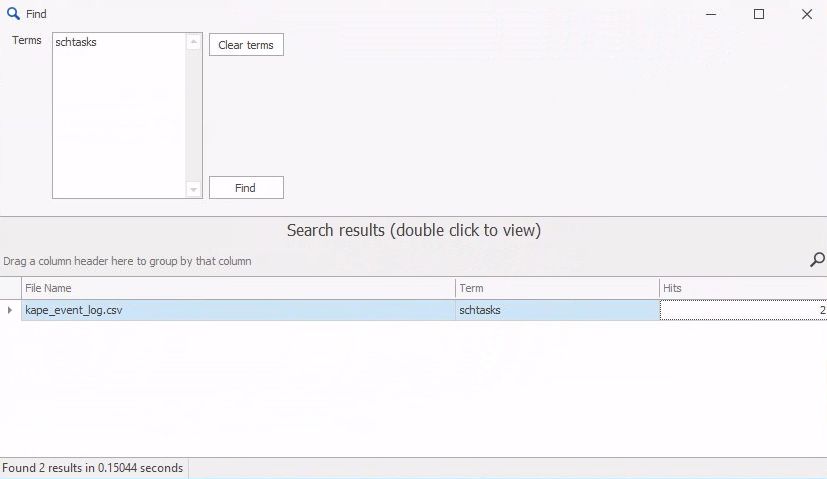 Find
Terms
schtasks
Clear terms
Find
Search results (double click to view)
Drag a column header here to group by that column
File Name Term Hits
kape_event_log.csv schtasks 2
Found 2 results in 0.15044 seconds